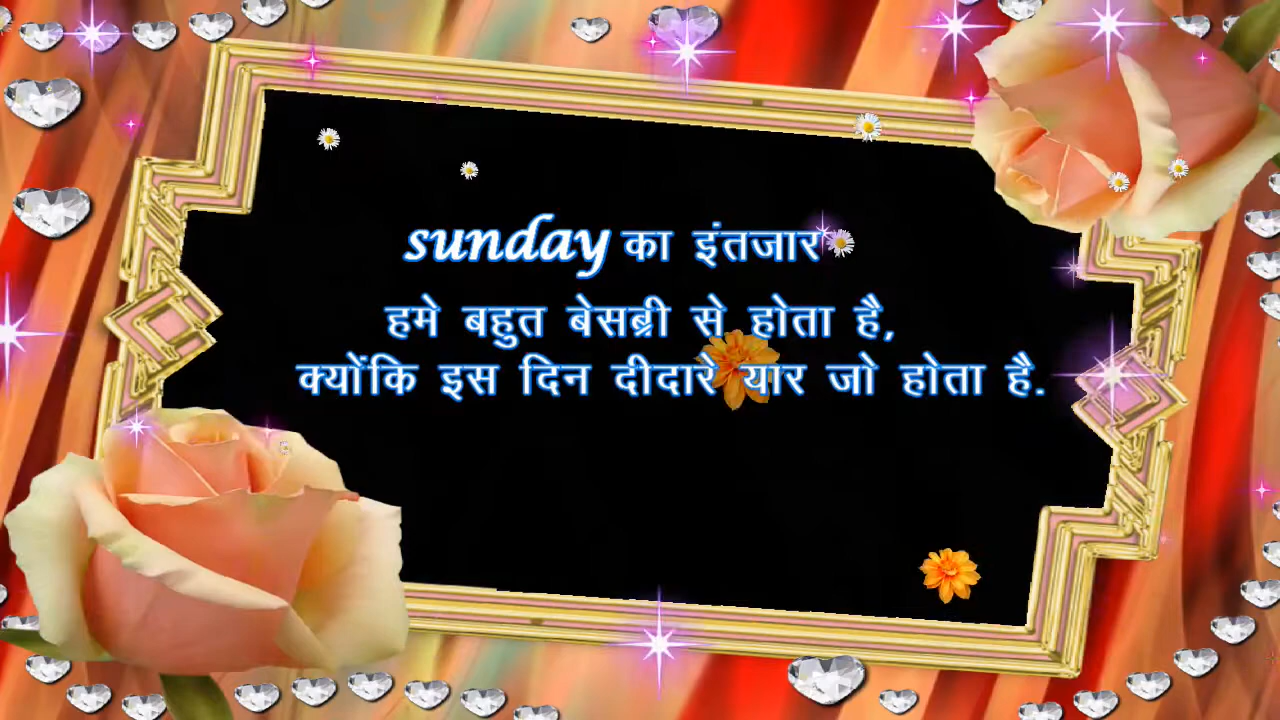 sunday का इंतजार
हमे बहुत बेसब्री से होता है,
क्योंकि इस दिन दीदारे यार जो होता है.